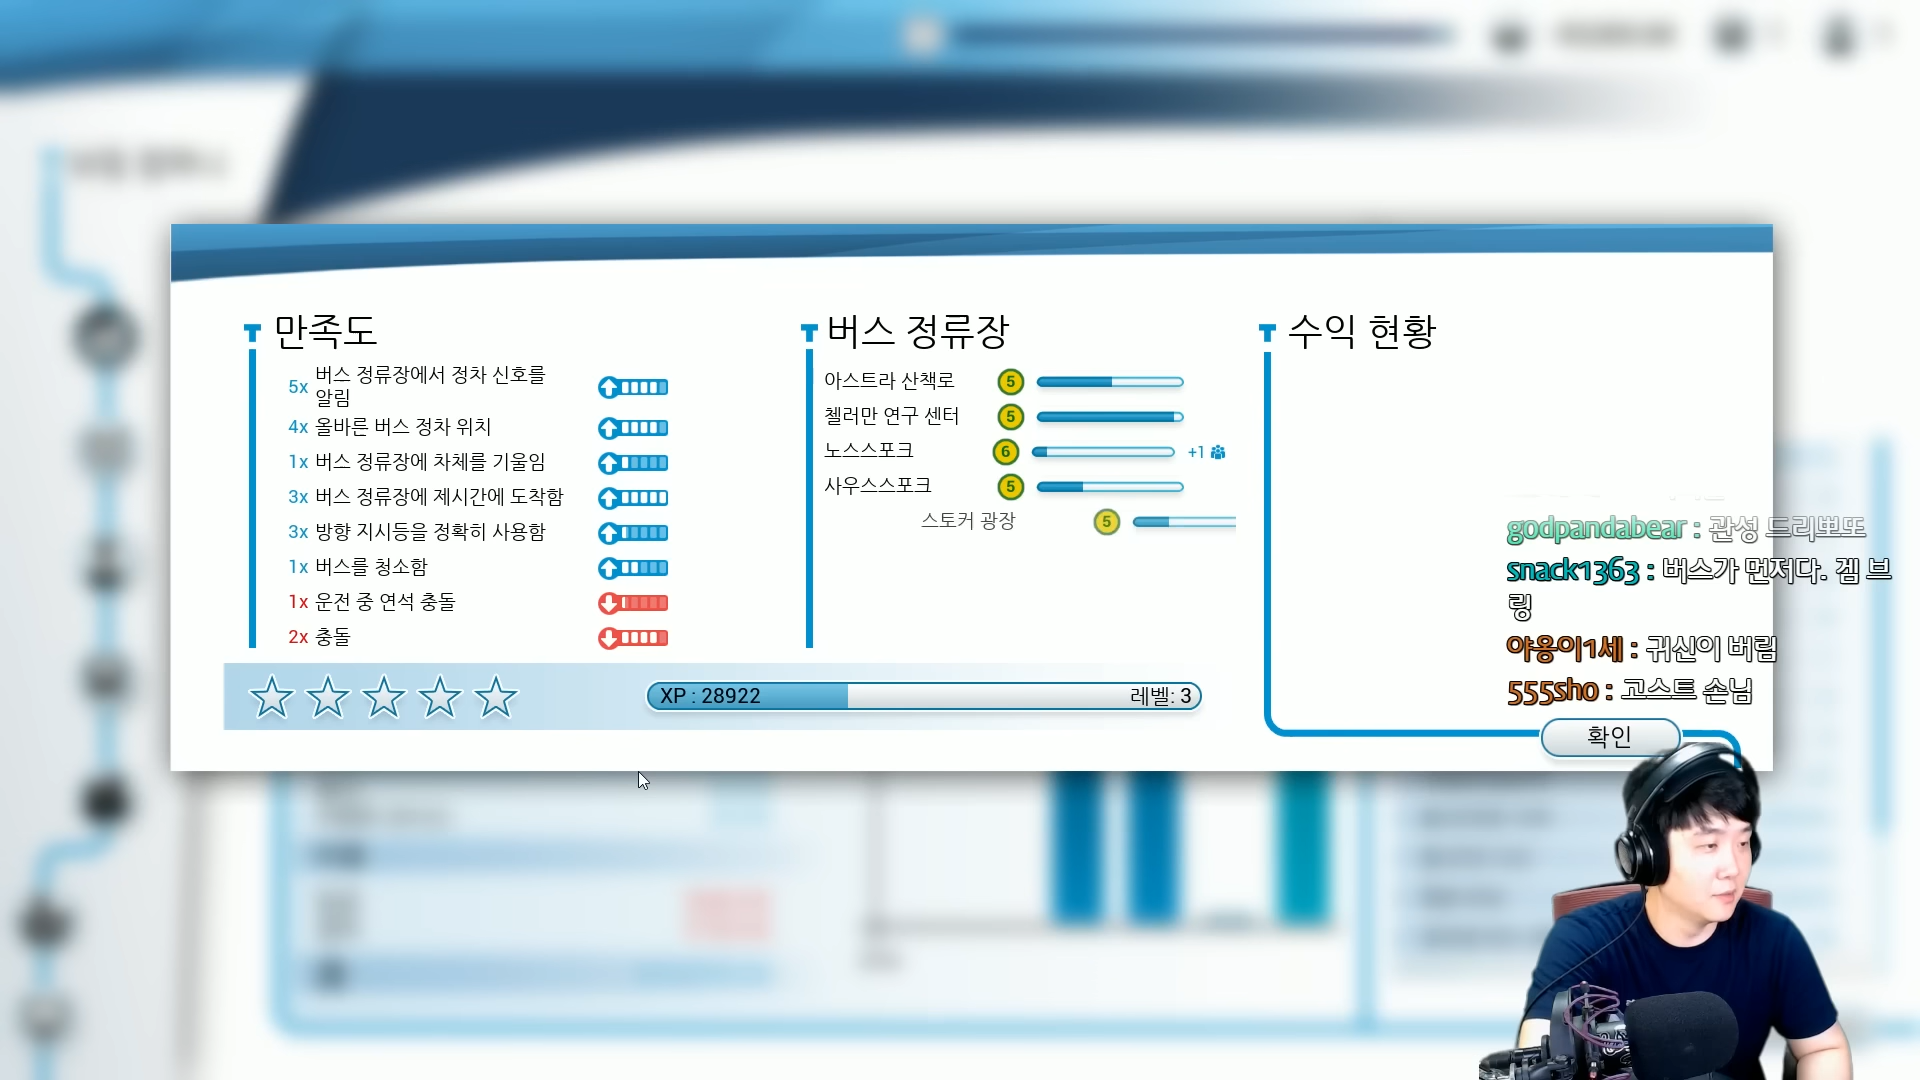 만족도
5x 버스 정류장에서 정차 신호를
알림
4x 올바른 버스 정차 위치
1x 버스 정류장에 차체를 기울임
3x 버스 정류장에 제시간에 도착함
3x 방향 지시등을 정확히 사용함
1x 버스를 청소함
1x 운전 중 연석 충돌
2x 충돌
버스 정류장
아스트라 산책로 5
첼러만 연구 센터 5
노스스포크 6 +1
사우스스포크 5
스토커 광장 5
수익 현황
XP : 28922 레벨: 3
godpandabear : 관성 드리쁘또
snack1363 : 버스가 먼저다. 겜 브
링
야옹이1세 : 귀신이 버림
555sho : 고스트 손님
확인